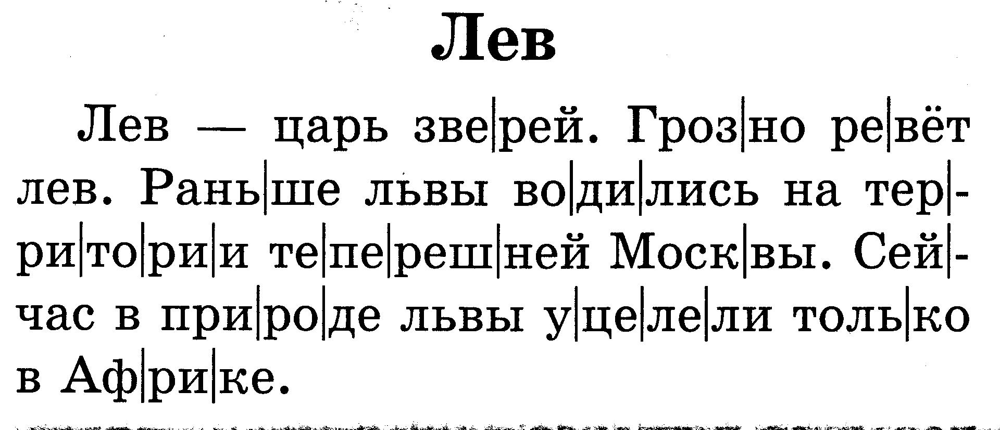 Лев
Лев — царь зве|рей. Гроз|но ре|вёт
лев. Рань|ше львы во|ди|лись на тер|-
ри|то|ри|и те|пе|реш|ней Моск|вы. Сей|-
час в при|ро|де львы у|це|ле|ли толь|ко
в Аф|ри|ке.